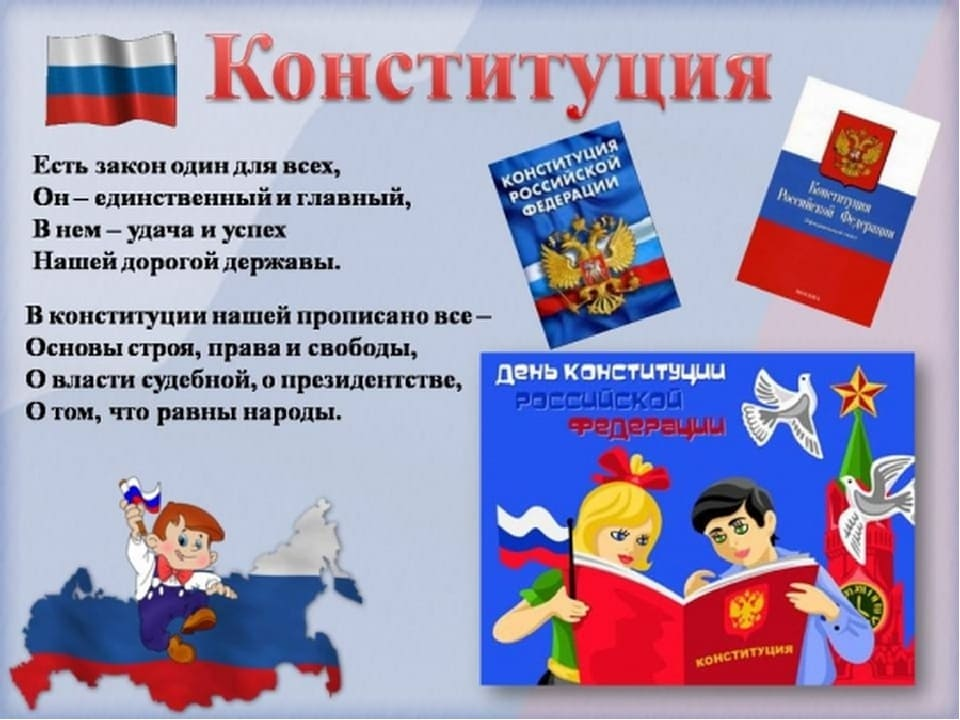 Конституция
Есть закон один для всех,
Он – единственный и главный,
В нем – удача и успех
Нашей дорогой державы.
В конституции нашей прописано все –
Основы строя, права и свободы,
О власти судебной, о президентстве,
О том, что равны народы.
КОНСТИТУЦИЯ
РОССИЙСКОЙ
ФЕДЕРАЦИИ
Конституция
Российской Федерации
МОСКВА
День Конституции
Российской
Федерации
КОНСТИТУЦИЯ